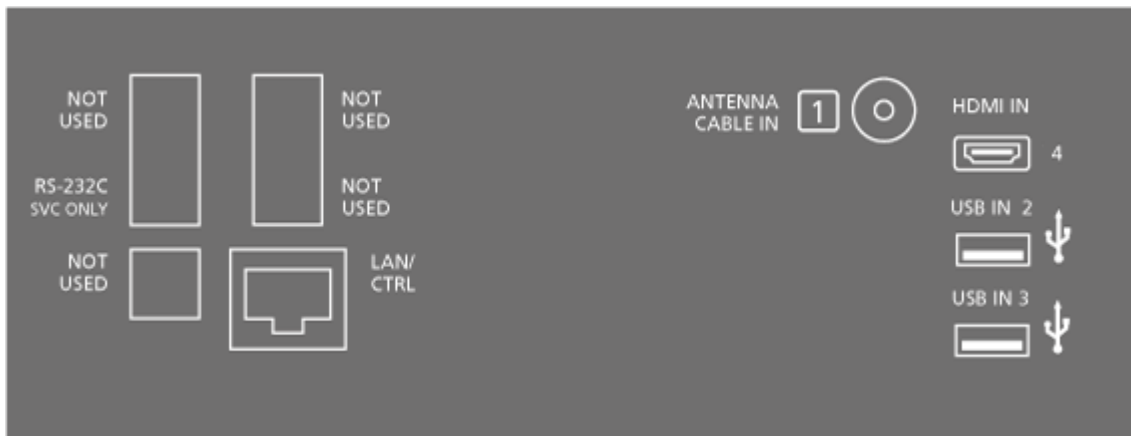 NOT
USED
RS-232C
SVC ONLY
NOT
USED
NOT
USED
NOT
USED
LAN/
CTRL
ANTENNA
CABLE IN
1
HDMI IN
4
USB IN 2
USB IN 3